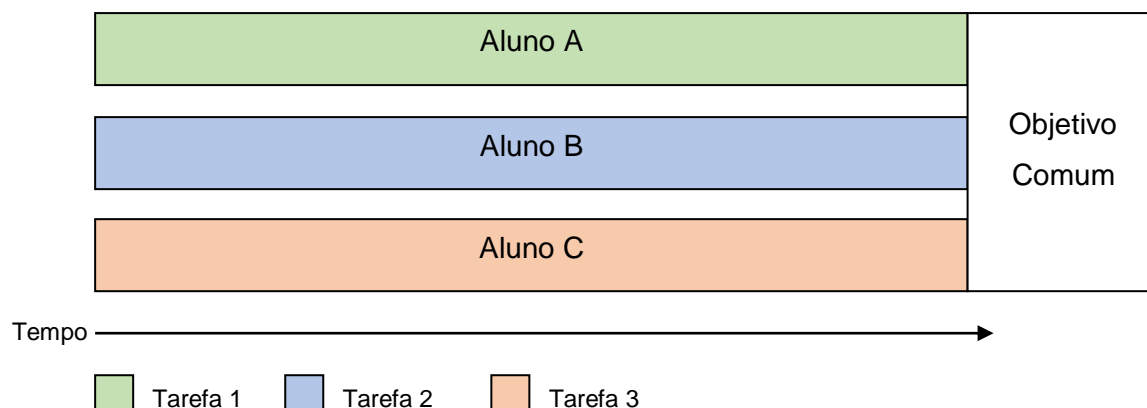 Aluno A
Aluno B
Aluno C
Objetivo
Comum
Tempo
Tarefa 1 Tarefa 2 Tarefa 3